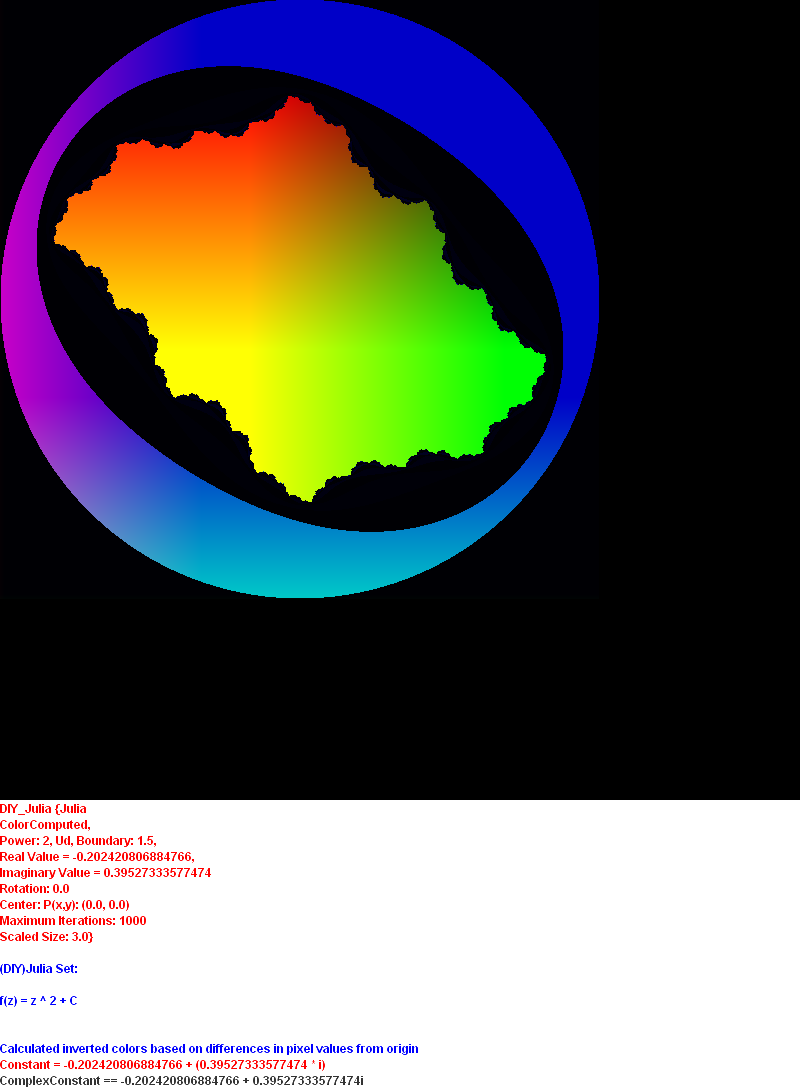 DIY_Julia {Julia
ColorComputed,
Power: 2, Ud, Boundary: 1.5,
Real Value = -0.202420806884766,
Imaginary Value = 0.39527333577474
Rotation: 0.0
Center: P(x,y): (0.0, 0.0)
Maximum Iterations: 1000
Scaled Size: 3.0}
(DIY)Julia Set:
f(z) = z ^ 2 + C
Calculated inverted colors based on differences in pixel values from origin
Constant = -0.202420806884766 + (0.39527333577474 * i)
ComplexConstant == -0.202420806884766 + 0.39527333577474i